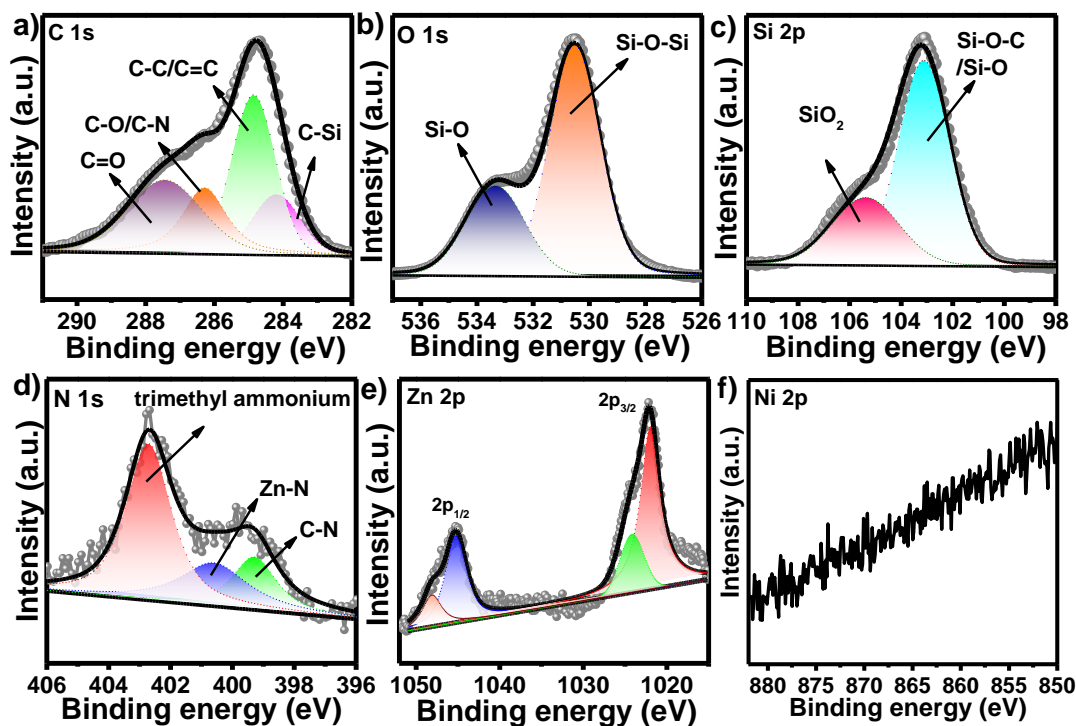 a)
C 1s
C-C/C=C
C-O/C-N
C=O
C-Si
Intensity (a.u.)
290 288 286 284 282
Binding energy (eV)
b)
O 1s
Si-O-Si
Si-O
Intensity (a.u.)
536 534 532 530 528 526
Binding energy (eV)
c)
Si 2p
Si-O-C
/Si-O
SiO2
Intensity (a.u.)
110 108 106 104 102 100 98
Binding energy (eV)
d)
N 1s
trimethyl ammonium
Zn-N
C-N
Intensity (a.u.)
406 404 402 400 398 396
Binding energy (eV)
e)
Zn 2p
2p3/2
2p1/2
Intensity (a.u.)
1050 1040 1030 1020
Binding energy (eV)
f)
Ni 2p
Intensity (a.u.)
880 875 870 865 860 855 850
Binding energy (eV)